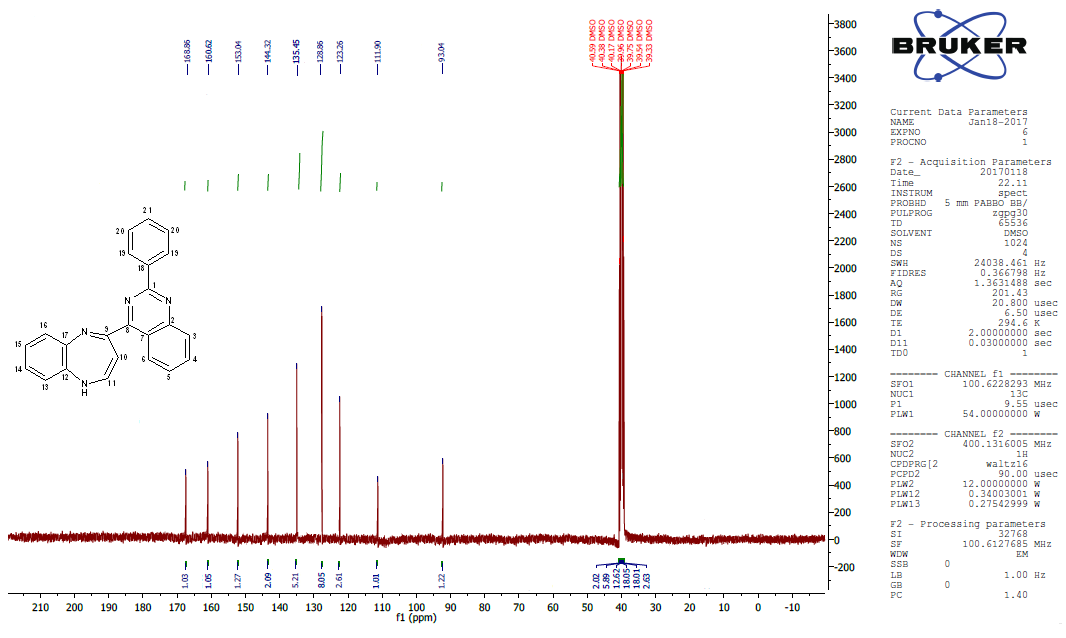 168.86
160.62
153.04
144.32
135.45
128.86
123.26
111.90
93.04
40.59 DMSO
40.38 DMSO
40.17 DMSO
39.96 DMSO
39.75 DMSO
39.54 DMSO
39.33 DMSO
3800
3600
3400
3200
3000
2800
2600
2400
2200
2000
1800
1600
1400
1200
1000
800
600
400
200
0
-200
21
20
20
19
19
18
1
N
N
2
3
8
7
4
6
5
9
16
N
17
15
10
14
12
13
N
H
11
1.03
1.05
1.27
2.09
5.21
8.05
2.61
1.01
1.22
2.02
5.89
12.62
18.05
18.01
2.63
210 200 190 180 170 160 150 140 130 120 110 100 90 80 70 60 50 40 30 20 10 0 -10
f1 (ppm)
BRUKER
Current Data Parameters
NAME Jan18-2017
EXPNO 6
PROCNO 1
F2 - Acquisition Parameters
Date_ 20170118
Time 22.11
INSTRUM spect
PROBHD 5 mm PABBO BB/
PULPROG zgpg30
TD 65536
SOLVENT DMSO
NS 1024
DS 4
SWH 24038.461 Hz
FIDRES 0.366798 Hz
AQ 1.3631488 sec
RG 201.43
DW 20.800 usec
DE 6.50 usec
TE 294.6 K
D1 2.00000000 sec
D11 0.03000000 sec
TD0 1
======== CHANNEL f1 ========
SFO1 100.6228293 MHz
NUC1 13C
P1 9.55 usec
PLW1 54.00000000 W
======== CHANNEL f2 ========
SFO2 400.1316005 MHz
NUC2 1H
CPDPRG[2 waltz16
PCPD2 90.00 usec
PLW2 12.00000000 W
PLW12 0.34003001 W
PLW13 0.27542999 W
F2 - Processing parameters
SI 32768
SF 100.6127685 MHz
WDW EM
SSB 0
LB 1.00 Hz
GB 0
PC 1.40